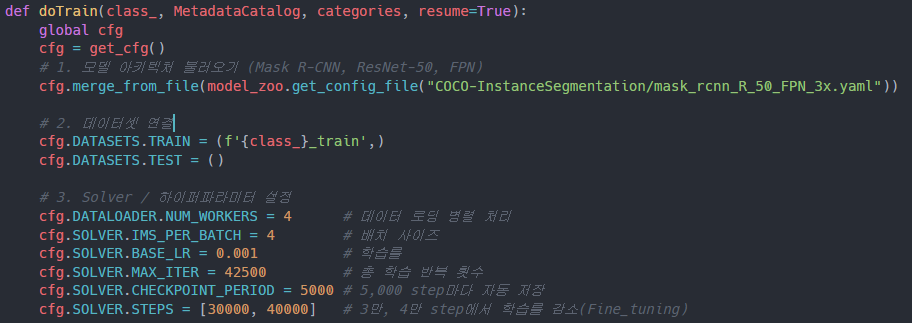 def doTrain(class_, MetadataCatalog, categories, resume=True):
    global cfg
    cfg = get_cfg()
    # 1. 모델 아키텍처 불러오기 (Mask R-CNN, ResNet-50, FPN)
    cfg.merge_from_file(model_zoo.get_config_file("COCO-InstanceSegmentation/mask_rcnn_R_50_FPN_3x.yaml"))
    # 2. 데이터셋 연결
    cfg.DATASETS.TRAIN = (f'{class_}_train',)
    cfg.DATASETS.TEST = ()
    # 3. Solver / 하이퍼파라미터 설정
    cfg.DATALOADER.NUM_WORKERS = 4      # 데이터 로딩 병렬 처리
    cfg.SOLVER.IMS_PER_BATCH = 4        # 배치 사이즈
    cfg.SOLVER.BASE_LR = 0.001          # 학습률
    cfg.SOLVER.MAX_ITER = 42500         # 총 학습 반복 횟수
    cfg.SOLVER.CHECKPOINT_PERIOD = 5000 # 5,000 step마다 자동 저장
    cfg.SOLVER.STEPS = [30000, 40000]   # 3만, 4만 step에서 학습률 감소(Fine_tuning)